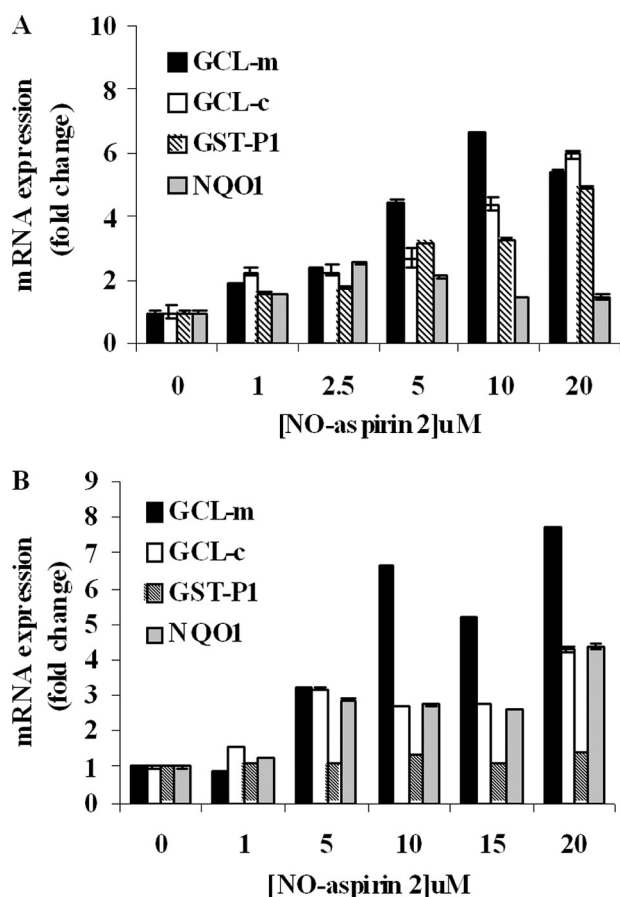 A
mRNA expression
(fold change)
10
8
6
4
2
0
GCL-m
GCL-c
GST-P1
NQO1
0 1 2.5 5 10 20
[NO-aspirin 2]uM
B
mRNA expression
(fold change)
9
8
7
6
5
4
3
2
1
0
GCL-m
GCL-c
GST-P1
NQO1
0 1 5 10 15 20
[NO-aspirin 2]uM